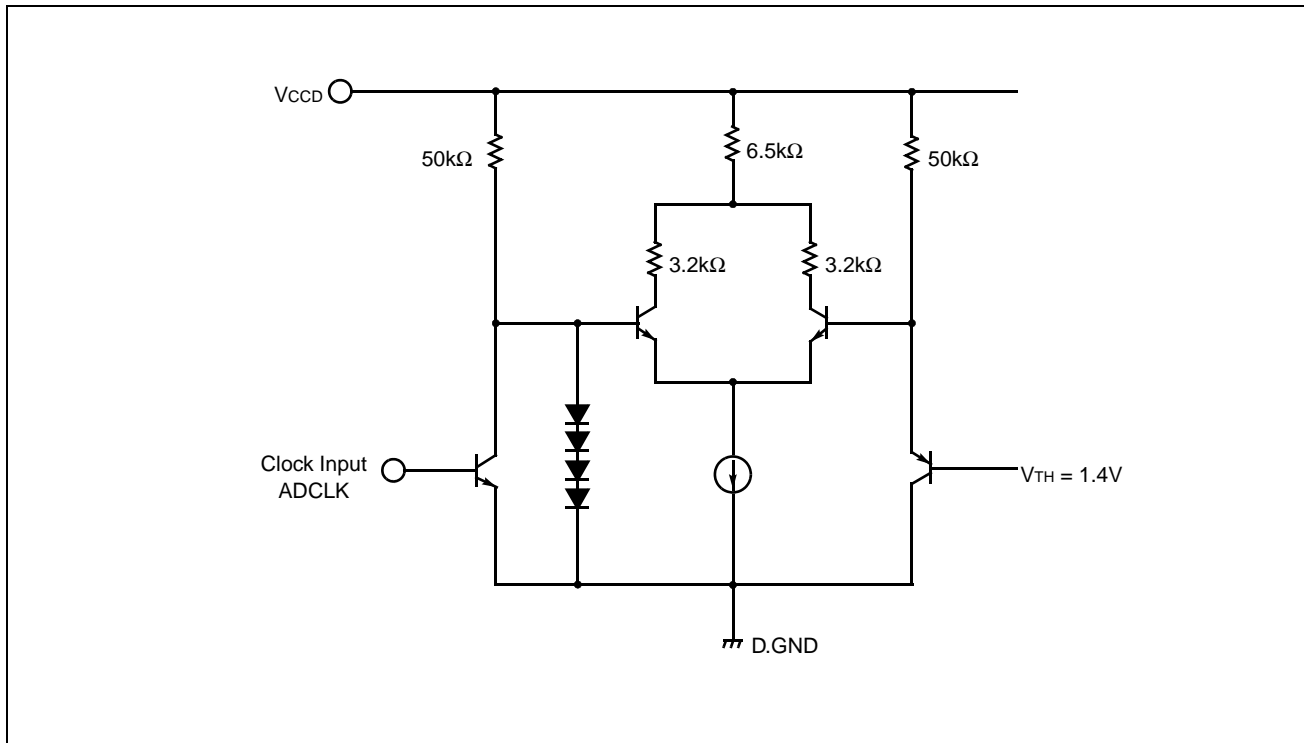 VCCD
50kΩ
6.5kΩ
50kΩ
3.2kΩ
3.2kΩ
Clock Input
ADCLK
VTH = 1.4V
D.GND